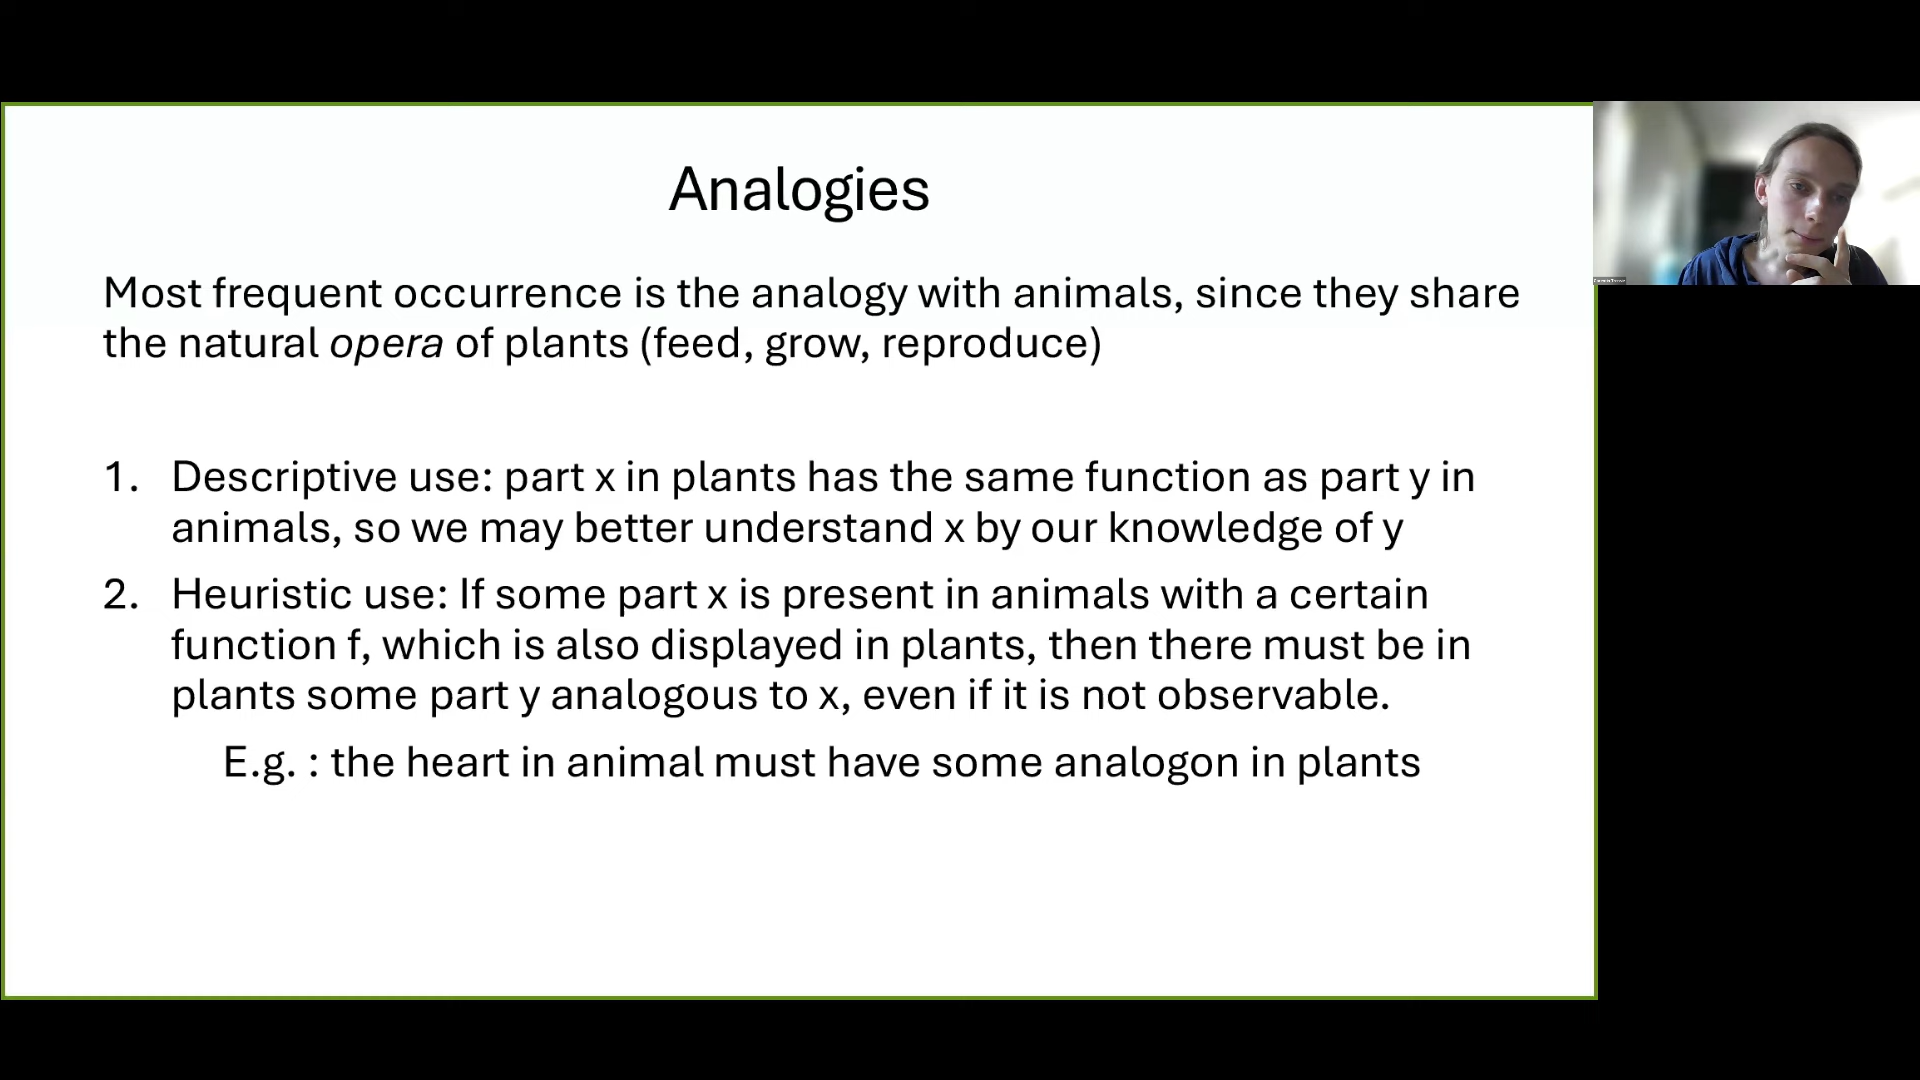 Analogies
Most frequent occurrence is the analogy with animals, since they share
the natural opera of plants (feed, grow, reproduce)
1. Descriptive use: part x in plants has the same function as part y in
animals, so we may better understand x by our knowledge of y
2. Heuristic use: If some part x is present in animals with a certain
function f, which is also displayed in plants, then there must be in
plants some part y analogous to x, even if it is not observable.
E.g. : the heart in animal must have some analogon in plants